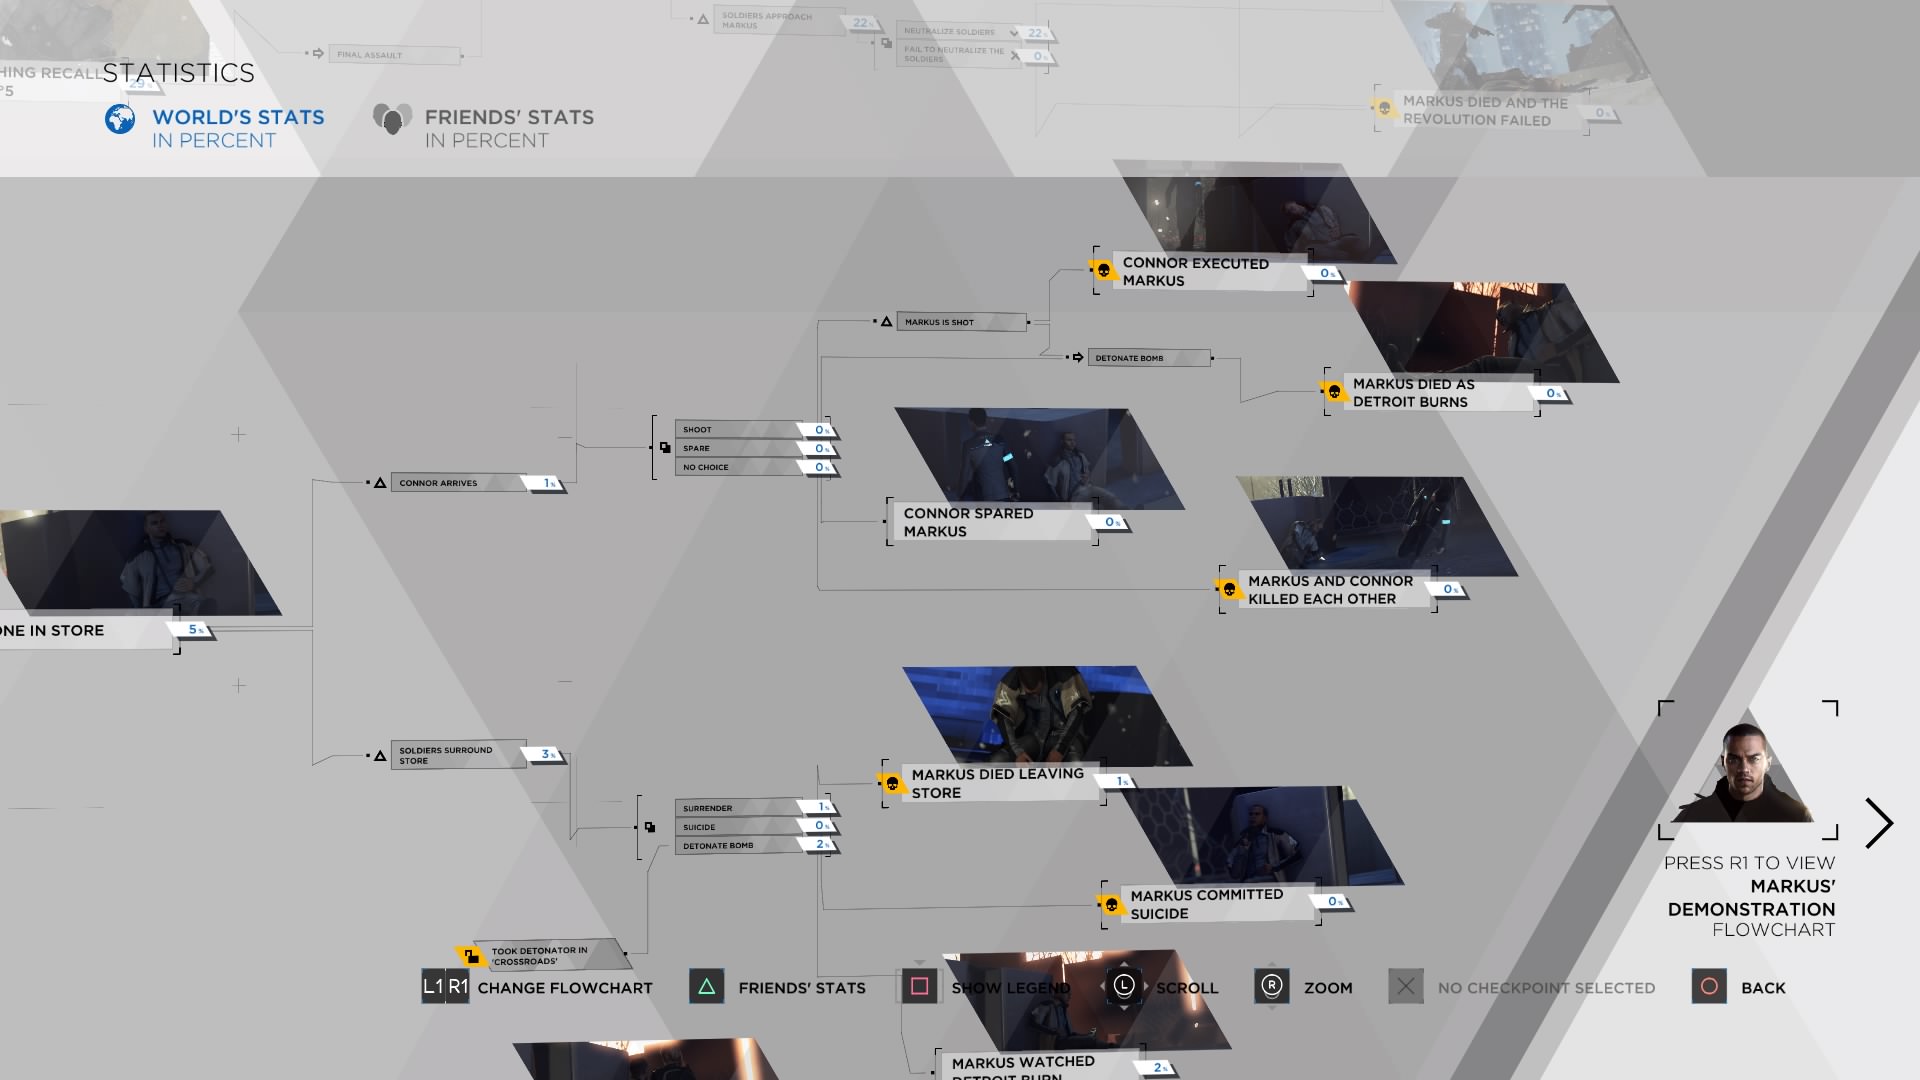 SOLDIERS APPROACH
MARKUS
22%
NEUTRALIZE SOLDIERS
22%
FAIL TO NEUTRALIZE THE
SOLDIERS
0%
FINAL ASSAULT
HING RECALL
'5
29%
STATISTICS
WORLD'S STATS
IN PERCENT
FRIENDS' STATS
IN PERCENT
MARKUS DIED AND THE
REVOLUTION FAILED
0%
CONNOR EXECUTED
MARKUS
0%
MARKUS IS SHOT
DETONATE BOMB
MARKUS DIED AS
DETROIT BURNS
0%
SHOOT
0%
SPARE
0%
NO CHOICE
0%
CONNOR ARRIVES
1%
CONNOR SPARED
MARKUS
0%
MARKUS AND CONNOR
KILLED EACH OTHER
0%
ONE IN STORE
5%
SOLDIERS SURROUND
STORE
3%
MARKUS DIED LEAVING
STORE
1%
SURRENDER
1%
SUICIDE
0%
DETONATE BOMB
2%
MARKUS COMMITTED
SUICIDE
0%
TOOK DETONATOR IN
'CROSSROADS'
PRESS R1 TO VIEW
MARKUS'
DEMONSTRATION
FLOWCHART
L1 R1 CHANGE FLOWCHART
FRIENDS' STATS
SHOW LEGEND
L SCROLL
R ZOOM
NO CHECKPOINT SELECTED
BACK
MARKUS WATCHED
DETROIT BURN
2%